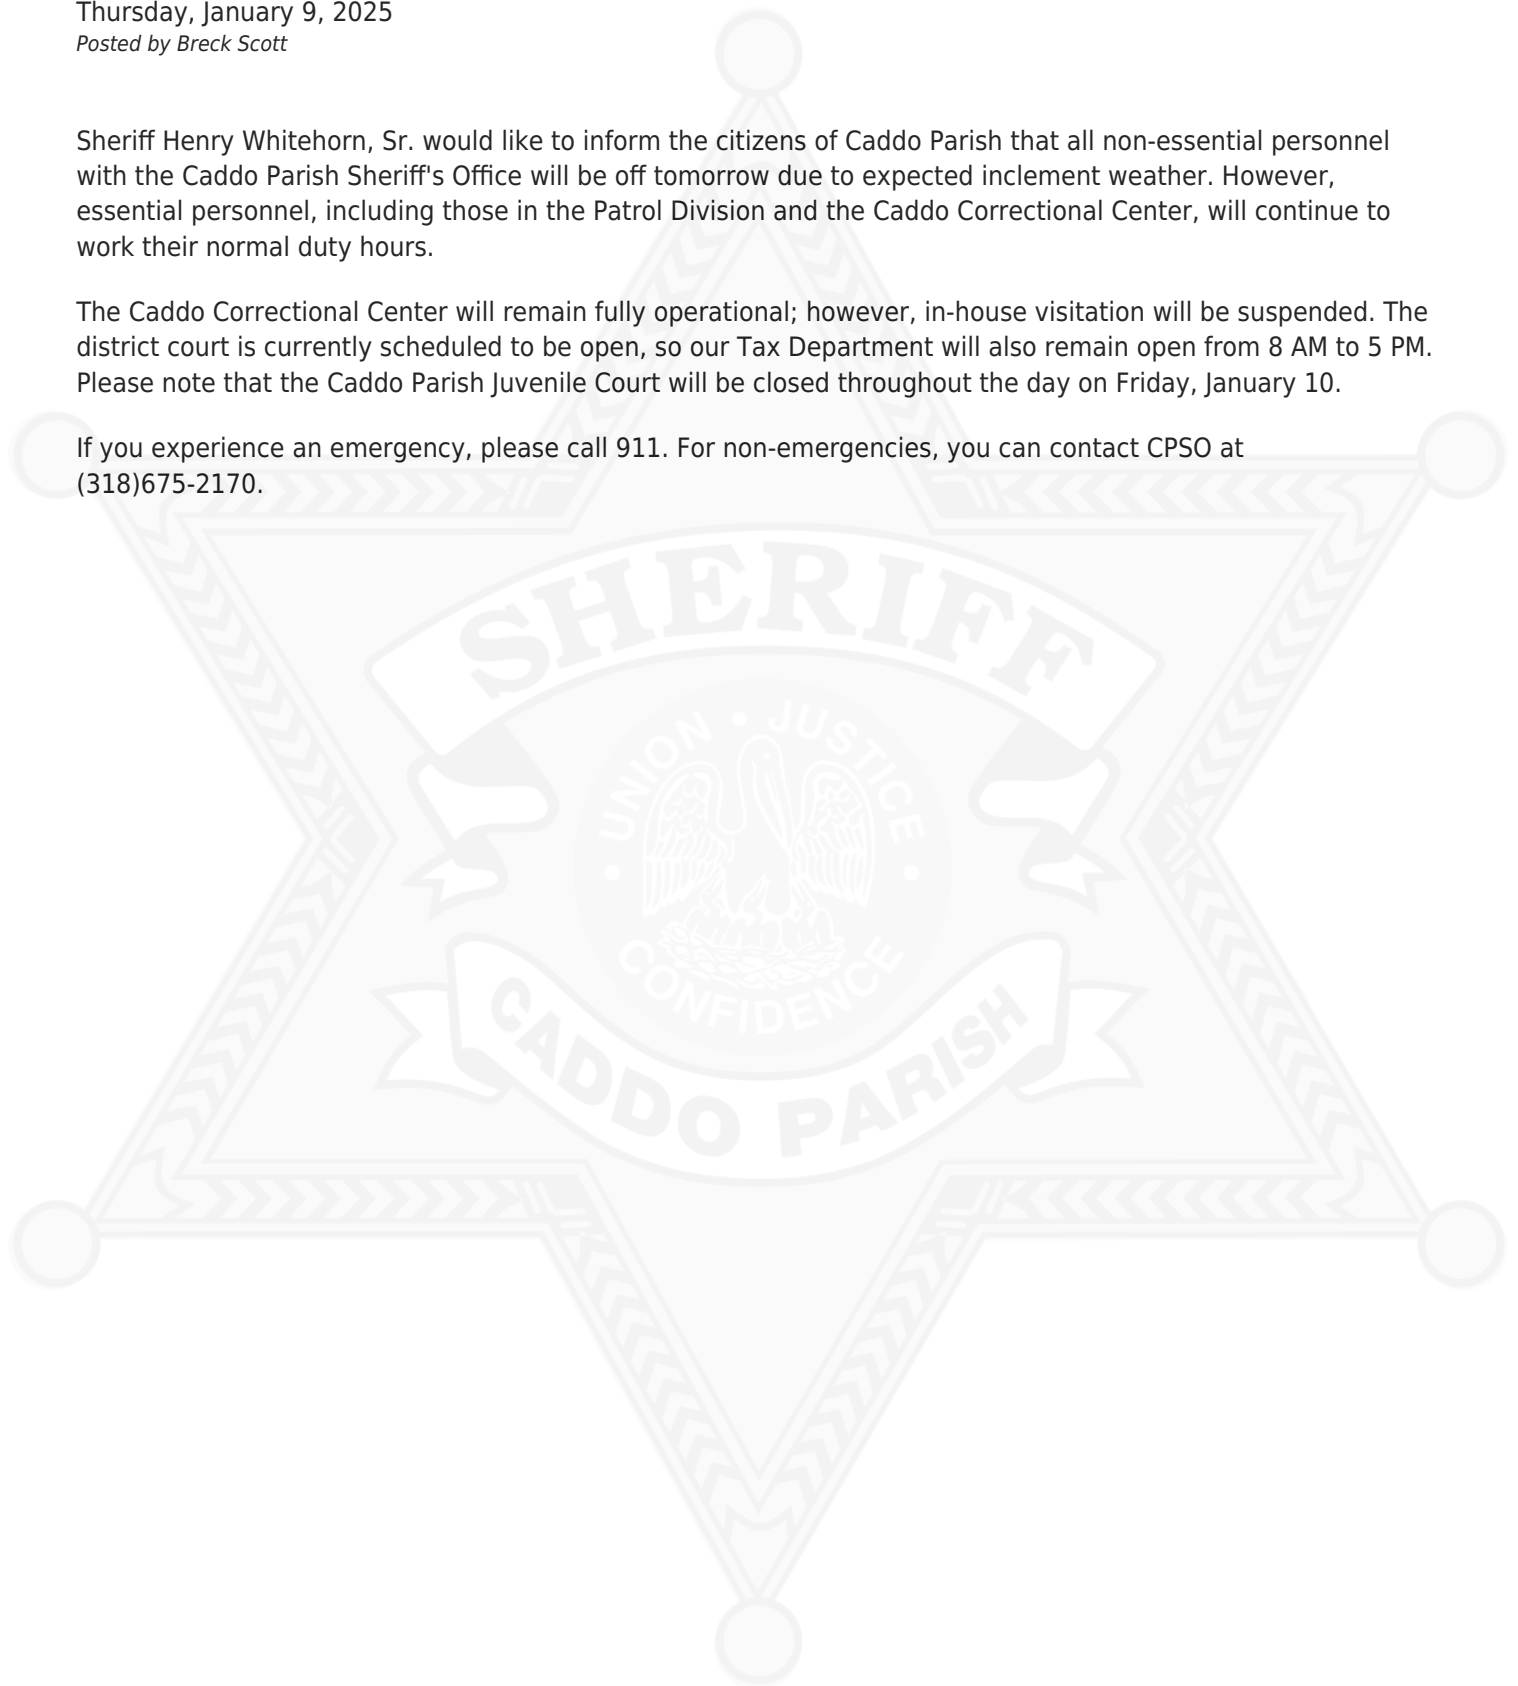 Thursday, January 9, 2025
Posted by Breck Scott
Sheriff Henry Whitehorn, Sr. would like to inform the citizens of Caddo Parish that all non-essential personnel
with the Caddo Parish Sheriff's Office will be off tomorrow due to expected inclement weather. However,
essential personnel, including those in the Patrol Division and the Caddo Correctional Center, will continue to
work their normal duty hours.
The Caddo Correctional Center will remain fully operational; however, in-house visitation will be suspended. The
district court is currently scheduled to be open, so our Tax Department will also remain open from 8 AM to 5 PM.
Please note that the Caddo Parish Juvenile Court will be closed throughout the day on Friday, January 10.
If you experience an emergency, please call 911. For non-emergencies, you can contact CPSO at
(318)675-2170.
SHERIFF
UNION • JUSTICE •
• CONFIDENCE
CADDO PARISH